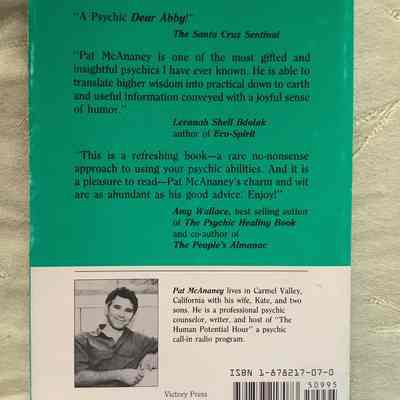 "A Psychic Dear Abby!"
The Santa Cruz Sentival
"Pat McAnaney is one of the most gifted and
insightful psychics I have ever known. He is able to
translate higher wisdom into practical down to earth
and useful information conveyed with a joyful sense
of humor."
Leranah Shell Bdolak
author of Eco-Spirit
"This is a refreshing book—a rare no-nonsense
approach to using your psychic abilities. And it
is a pleasure to read—Pat McAnaney's charm and wit
are as abundant as his good advice. Enjoy!"
Amy Wallace, best selling author
of The Psychic Healing Book
and co-author of
The People's Almanac
Pat McAnaney lives in Carmel Valley,
California with his wife, Kate, and two
sons. He is a professional psychic
counselor, writer, and host of "The
Human Potential Hour" a psychic
call-in radio program.
ISBN 1-878217-07-0
50995
Victory Press